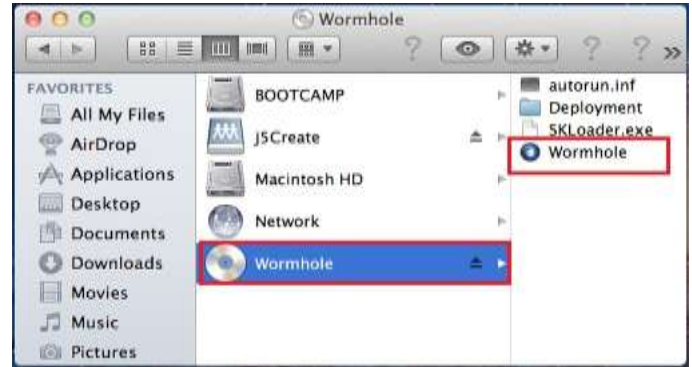 Wormhole
FAVORITES
All My Files
AirDrop
Applications
Desktop
Documents
Downloads
Movies
Music
Pictures
BOOTCAMP
J5Create
Macintosh HD
Network
Wormhole
autorun.inf
Deployment
SKLoader.exe
Wormhole